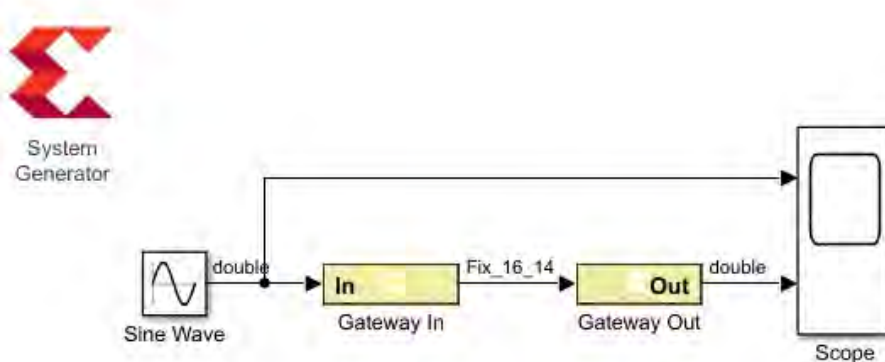 System
Generator
double
In
Fix_16_14
Out
double
Sine Wave
Gateway In
Gateway Out
Scope